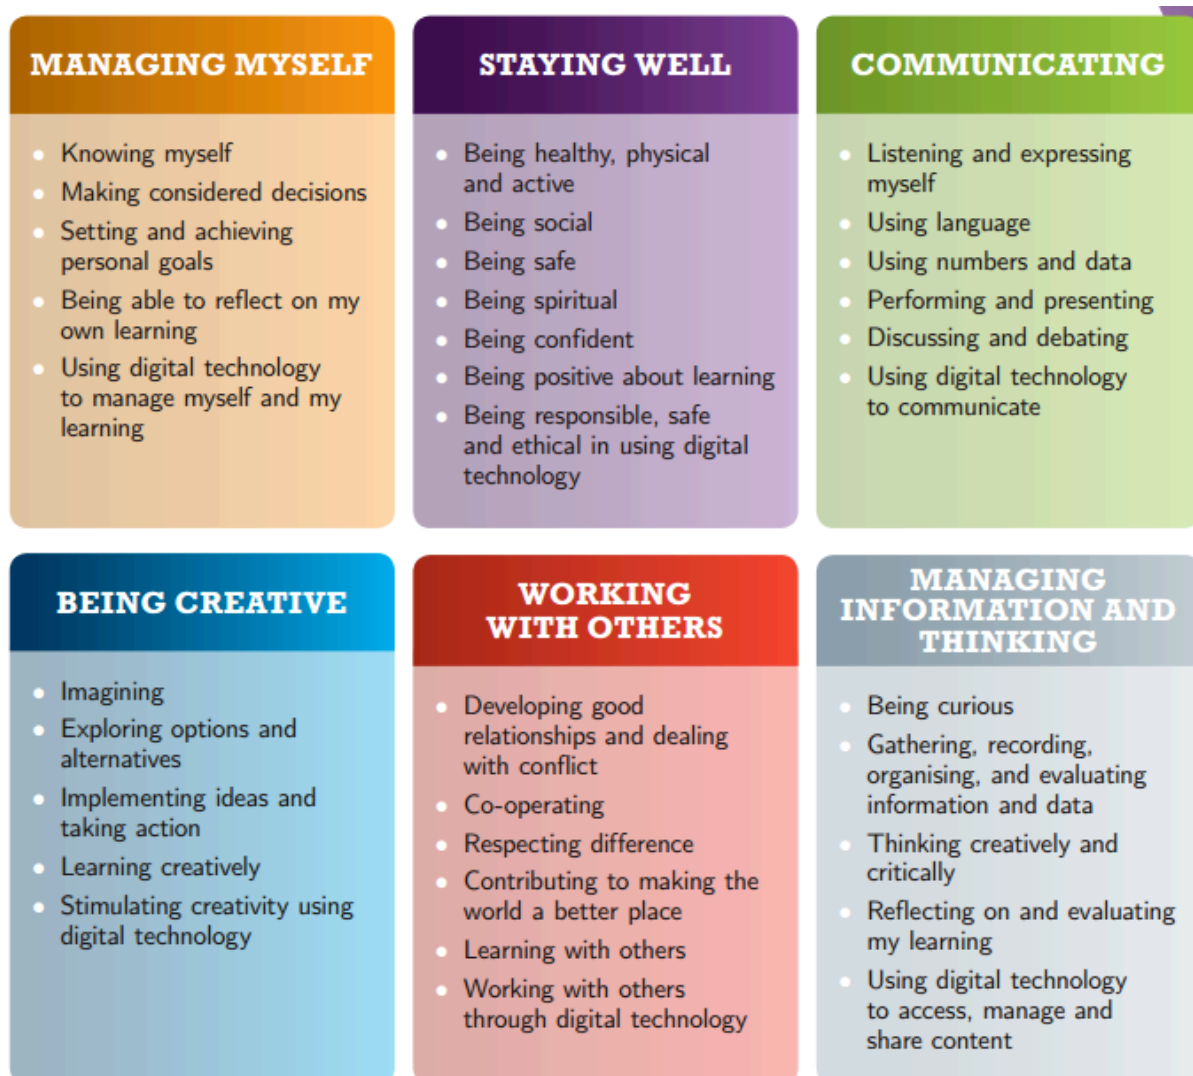 MANAGING MYSELF
Knowing myself
Making considered decisions
Setting and achieving
personal goals
Being able to reflect on my
own learning
Using digital technology
to manage myself and my
learning
STAYING WELL
Being healthy, physical
and active
Being social
Being safe
Being spiritual
Being confident
Being positive about learning
Being responsible, safe
and ethical in using digital
technology
COMMUNICATING
Listening and expressing
myself
Using language
Using numbers and data
Performing and presenting
Discussing and debating
Using digital technology
to communicate
BEING CREATIVE
Imagining
Exploring options and
alternatives
Implementing ideas and
taking action
Learning creatively
Stimulating creativity using
digital technology
WORKING
WITH OTHERS
Developing good
relationships and dealing
with conflict
Co-operating
Respecting difference
Contributing to making the
world a better place
Learning with others
Working with others
through digital technology
MANAGING
INFORMATION AND
THINKING
Being curious
Gathering, recording,
organising, and evaluating
information and data
Thinking creatively and
critically
Reflecting on and evaluating
my learning
Using digital technology
to access, manage and
share content